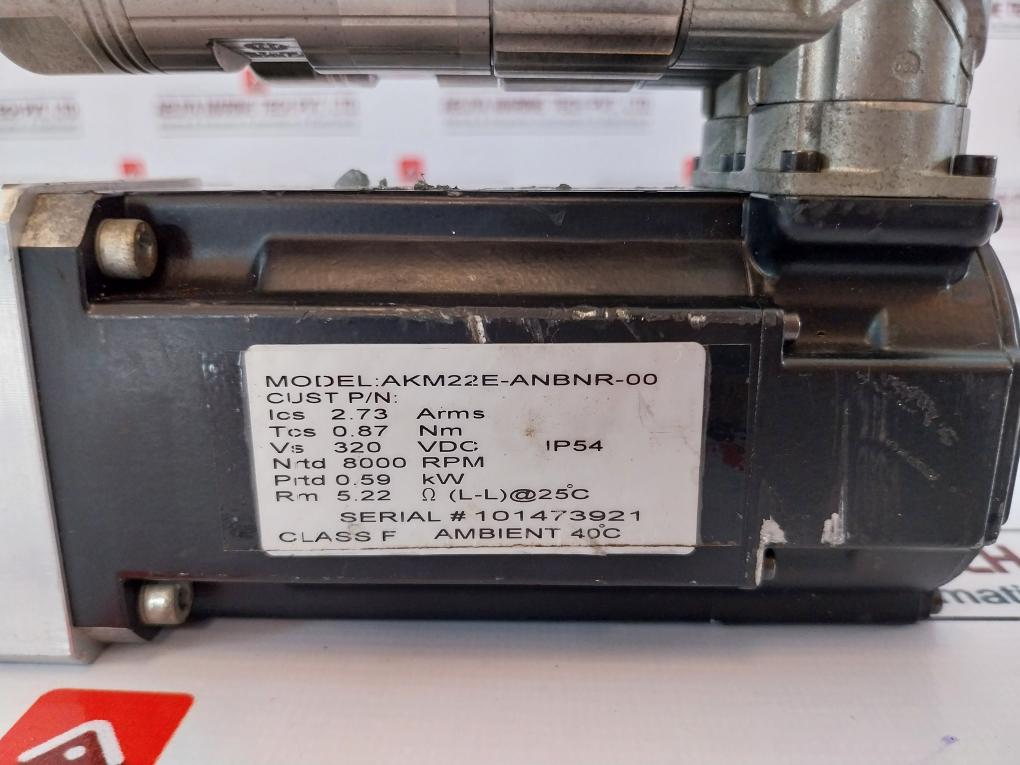 MODEL:AKM22E-ANBNR-00
CUST P/N:
Ics 2.73 Arms
Tcs 0.87 Nm
Vs 320 VDC IP54
Nrtd 8000 RPM
Prtd 0.59 kW
Rm 5.22 Ω (L-L)@25°C
SERIAL # 101473921
CLASS F AMBIENT 40°C